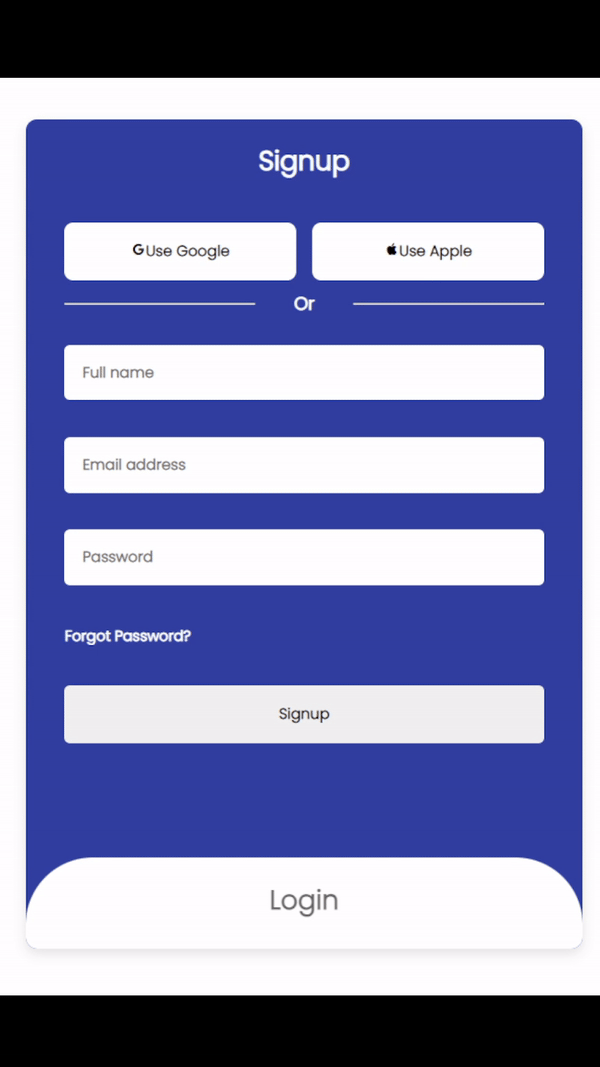 Signup
Use Google
Use Apple
Or
Full name
Email address
Password
Forgot Password?
Signup
Login